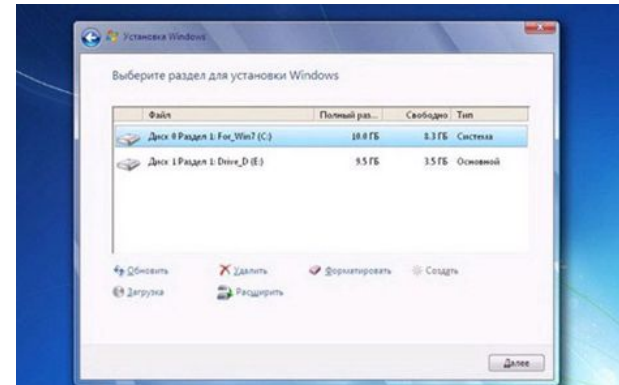 Установка Windows
Выберите раздел для установки Windows
Файл Полный раз... Свободно Тип
Диск 0 Раздел 1: For_Win7 (C:) 10.0 ГБ 8.3 ГБ Система
Диск 1 Раздел 1: Drive_D (E:) 9.5 ГБ 3.5 ГБ Основной
Обновить Удалить Форматировать Создать
Загрузка Расширить
Далее